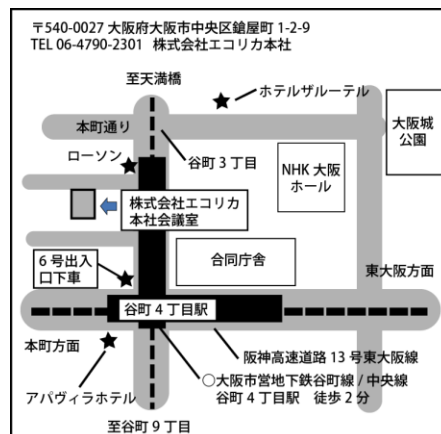 〒540-0027 大阪府大阪市中央区鎗屋町 1-2-9
TEL 06-4790-2301 株式会社エコリカ本社
至天満橋
ホテルザルーテル
本町通り
大阪城
公園
ローソン
谷町 3 丁目
NHK 大阪
ホール
株式会社エコリカ
本社会議室
6 号出入
口下車
合同庁舎
東大阪方面
谷町 4 丁目駅
本町方面
阪神高速道路 13 号東大阪線
アパヴィラホテル
○大阪市営地下鉄谷町線 / 中央線
谷町 4 丁目駅 徒歩 2 分
至谷町 9 丁目